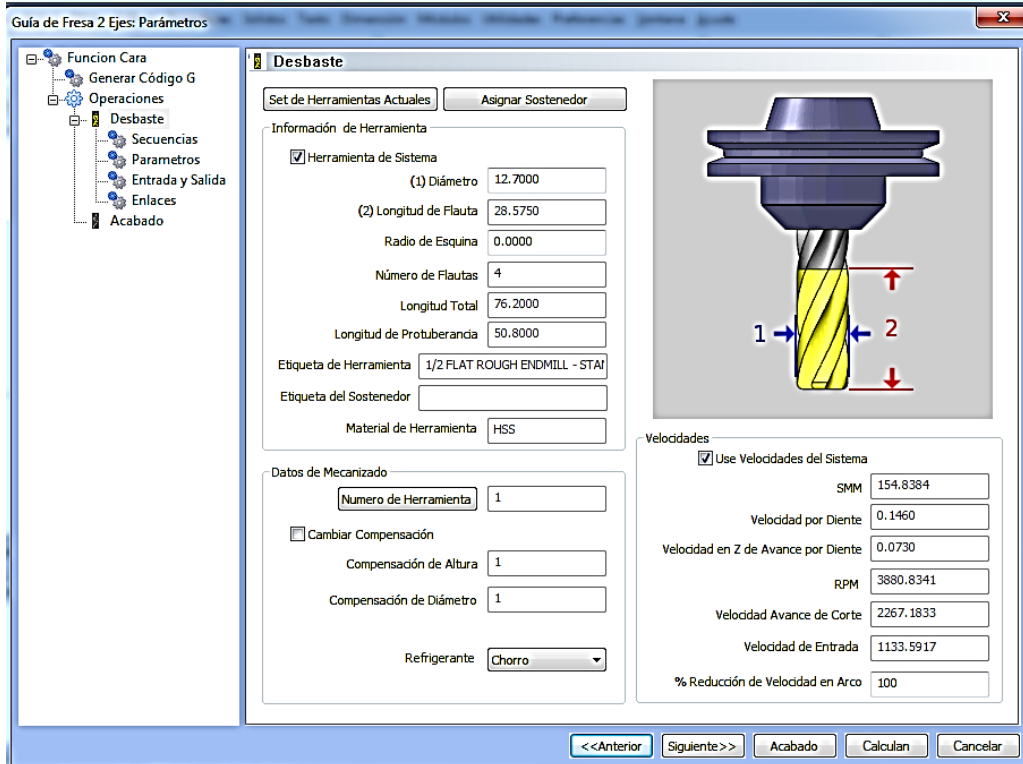 Guía de Fresa 2 Ejes: Parámetros
X
Funcion Cara
Generar Código G
Operaciones
Desbaste
Secuencias
Parametros
Entrada y Salida
Enlaces
Acabado
Desbaste
Set de Herramientas Actuales
Asignar Sostenedor
Información de Herramienta
Herramienta de Sistema
(1) Diámetro 12.7000
(2) Longitud de Flauta 28.5750
Radio de Esquina 0.0000
Número de Flautas 4
Longitud Total 76.2000
Longitud de Protuberancia 50.8000
Etiqueta de Herramienta 1/2 FLAT ROUGH ENDMILL - STAN
Etiqueta del Sostenedor
Material de Herramienta HSS
Datos de Mecanizado
Numero de Herramienta 1
Cambiar Compensación
Compensación de Altura 1
Compensación de Diámetro 1
Refrigerante Chorro
1
2
Velocidades
Use Velocidades del Sistema
SMM 154.8384
Velocidad por Diente 0.1460
Velocidad en Z de Avance por Diente 0.0730
RPM 3880.8341
Velocidad Avance de Corte 2267.1833
Velocidad de Entrada 1133.5917
% Reducción de Velocidad en Arco 100
<<Anterior
Siguiente>>
Acabado
Calculan
Cancelar